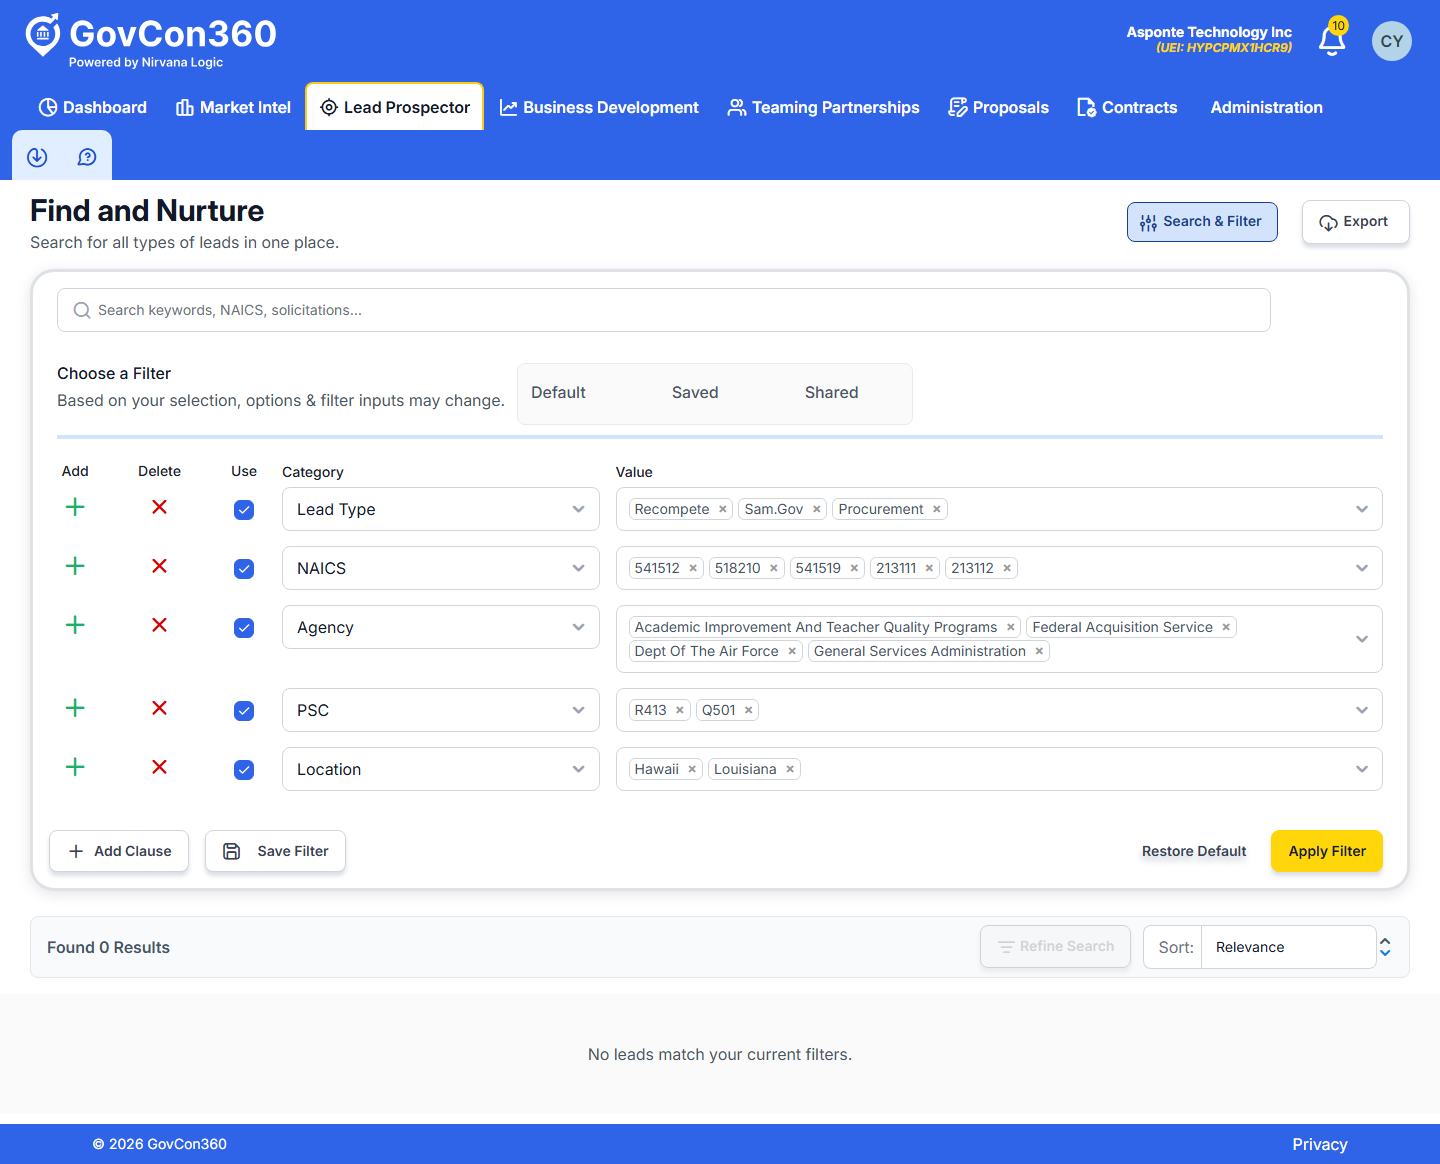 GovCon360
Powered by Nirvana Logic
Asponte Technology Inc
(UEI: HYPCPMX1HCR9)
10
CY
Dashboard
Market Intel
Lead Prospector
Business Development
Teaming Partnerships
Proposals
Contracts
Administration
Find and Nurture
Search for all types of leads in one place.
Search & Filter
Export
Search keywords, NAICS, solicitations...
Choose a Filter
Based on your selection, options & filter inputs may change.
Default
Saved
Shared
Add
Delete
Use
Category
Value
Lead Type
Recompete × Sam.Gov × Procurement ×
NAICS
541512 × 518210 × 541519 × 213111 × 213112 ×
Agency
Academic Improvement And Teacher Quality Programs × Federal Acquisition Service ×
Dept Of The Air Force × General Services Administration ×
PSC
R413 × Q501 ×
Location
Hawaii × Louisiana ×
Add Clause
Save Filter
Restore Default
Apply Filter
Found 0 Results
Refine Search
Sort:
Relevance
No leads match your current filters.
© 2026 GovCon360
Privacy